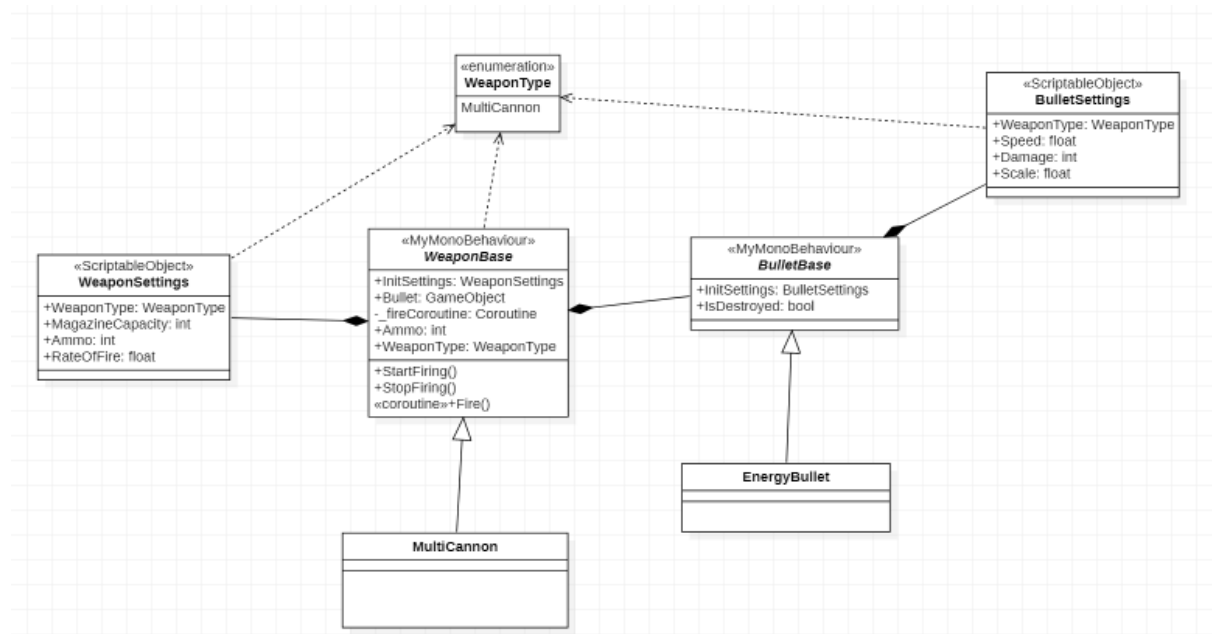 «enumeration»
WeaponType
MultiCannon
«ScriptableObject»
BulletSettings
+WeaponType: WeaponType
+Speed: float
+Damage: int
+Scale: float
«ScriptableObject»
WeaponSettings
+WeaponType: WeaponType
+MagazineCapacity: int
+Ammo: int
+RateOfFire: float
«MyMonoBehaviour»
WeaponBase
+InitSettings: WeaponSettings
+Bullet: GameObject
-_fireCoroutine: Coroutine
+Ammo: int
+WeaponType: WeaponType
+StartFiring()
+StopFiring()
«coroutine»+Fire()
«MyMonoBehaviour»
BulletBase
+InitSettings: BulletSettings
+IsDestroyed: bool
EnergyBullet
MultiCannon